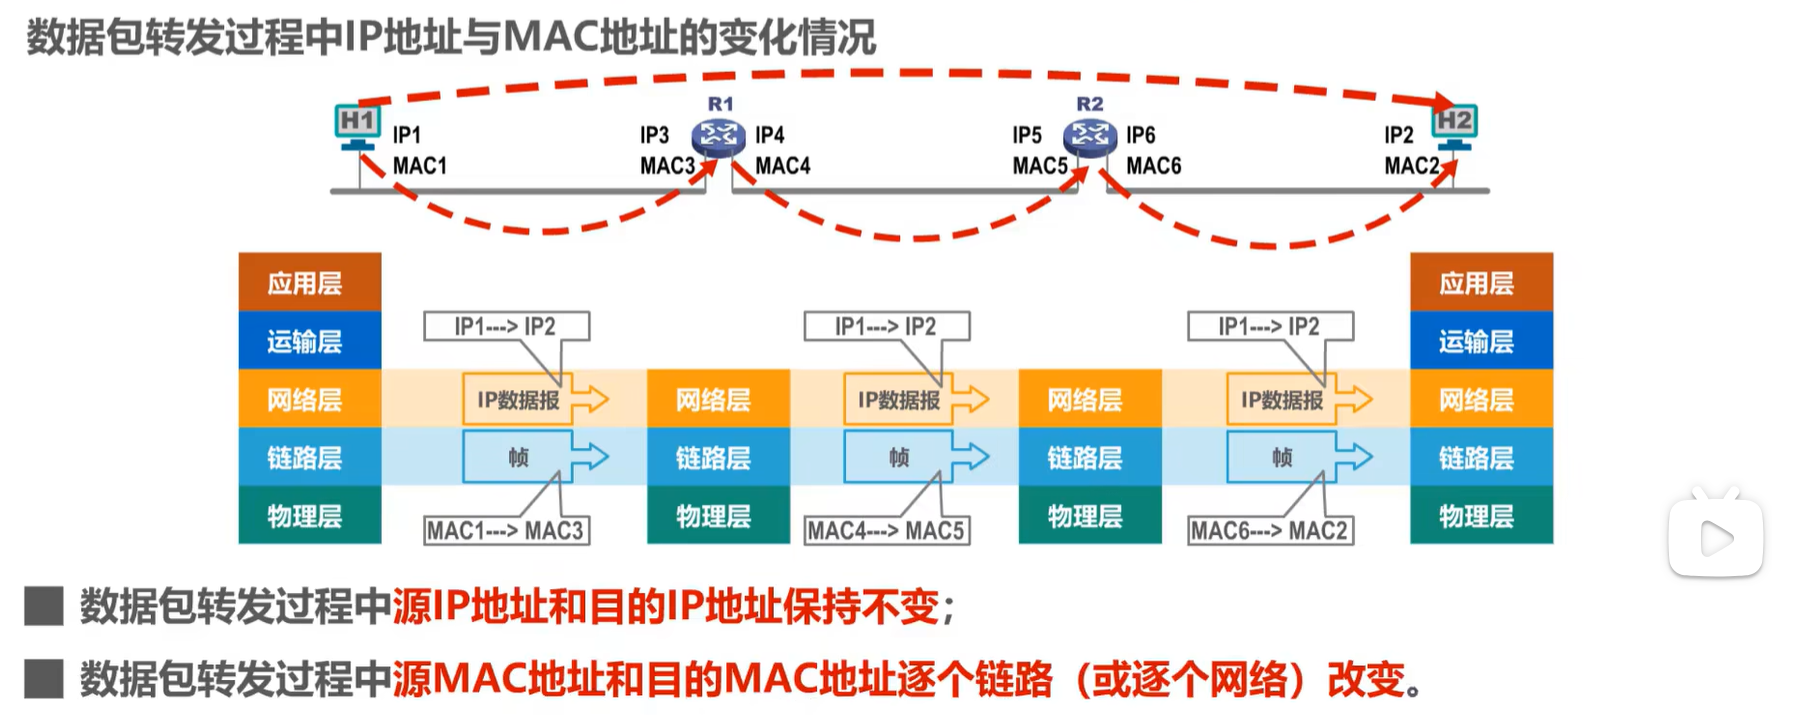 数据包转发过程中IP地址与MAC地址的变化情况
R1 R2
H1 IP1 IP3 IP4 IP5 IP6 IP2 H2
MAC1 MAC3 MAC4 MAC5 MAC6 MAC2
应用层 应用层
运输层 IP1---> IP2 IP1---> IP2 IP1---> IP2 运输层
网络层 IP数据报 网络层 IP数据报 网络层 IP数据报 网络层
链路层 帧 链路层 帧 链路层 帧 链路层
物理层 MAC1---> MAC3 物理层 MAC4---> MAC5 物理层 MAC6---> MAC2 物理层
数据包转发过程中源IP地址和目的IP地址保持不变；
数据包转发过程中源MAC地址和目的MAC地址逐个链路（或逐个网络）改变。